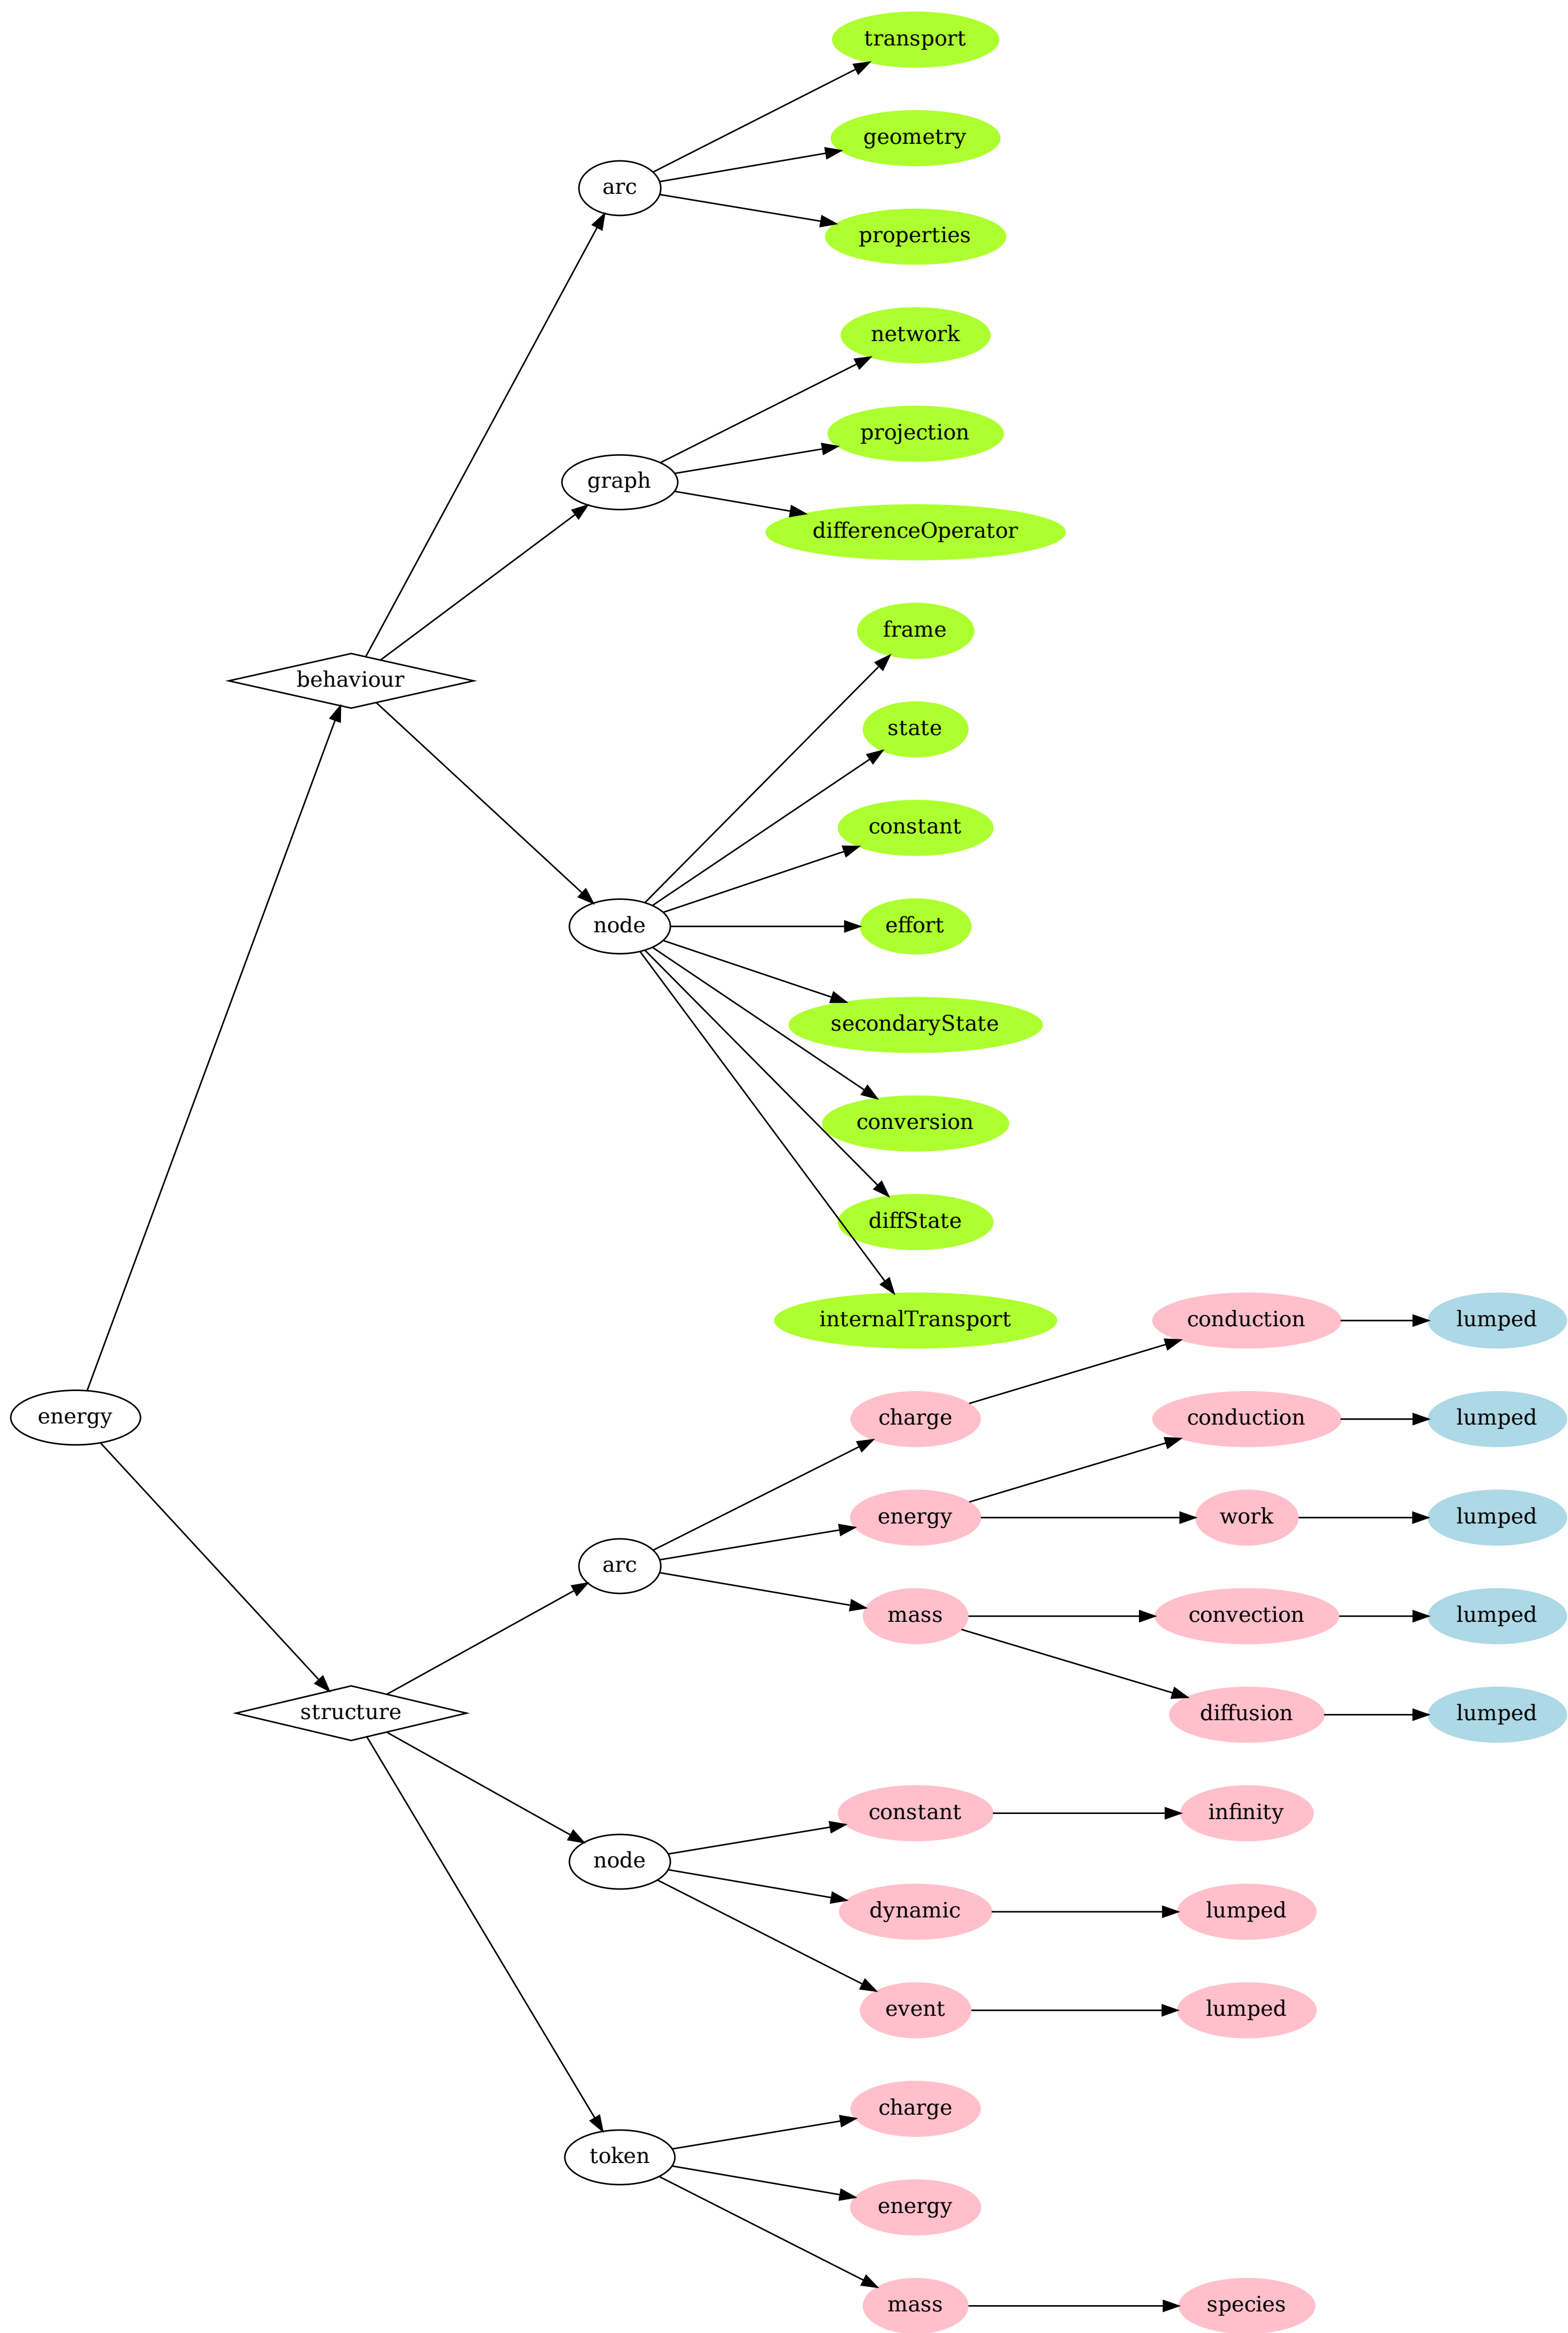 transport
geometry
arc
properties
network
projection
graph
differenceOperator
frame
behaviour
state
constant
node
effort
secondaryState
conversion
diffState
internalTransport
conduction
lumped
energy
charge
conduction
lumped
energy
work
lumped
arc
mass
convection
lumped
structure
diffusion
lumped
constant
infinity
node
dynamic
lumped
event
lumped
charge
token
energy
mass
species